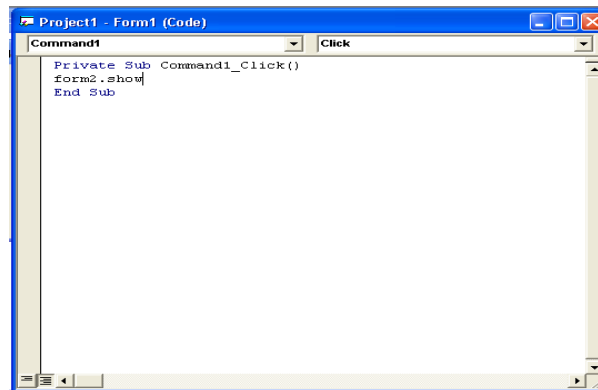 Project1 - Form1 (Code)
Command1 Click
Private Sub Command1_Click()
form2.show
End Sub